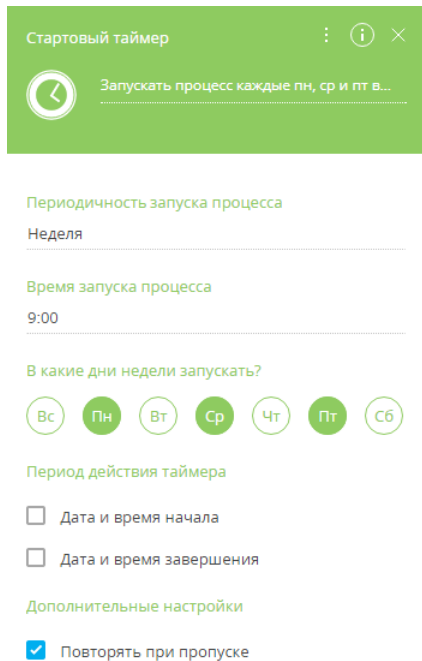 Стартовый таймер
Запускать процесс каждые пн, ср и пт в...
Периодичность запуска процесса
Неделя
Время запуска процесса
9:00
В какие дни недели запускать?
Вс Пн Вт Ср Чт Пт Сб
Период действия таймера
Дата и время начала
Дата и время завершения
Дополнительные настройки
Повторять при пропуске